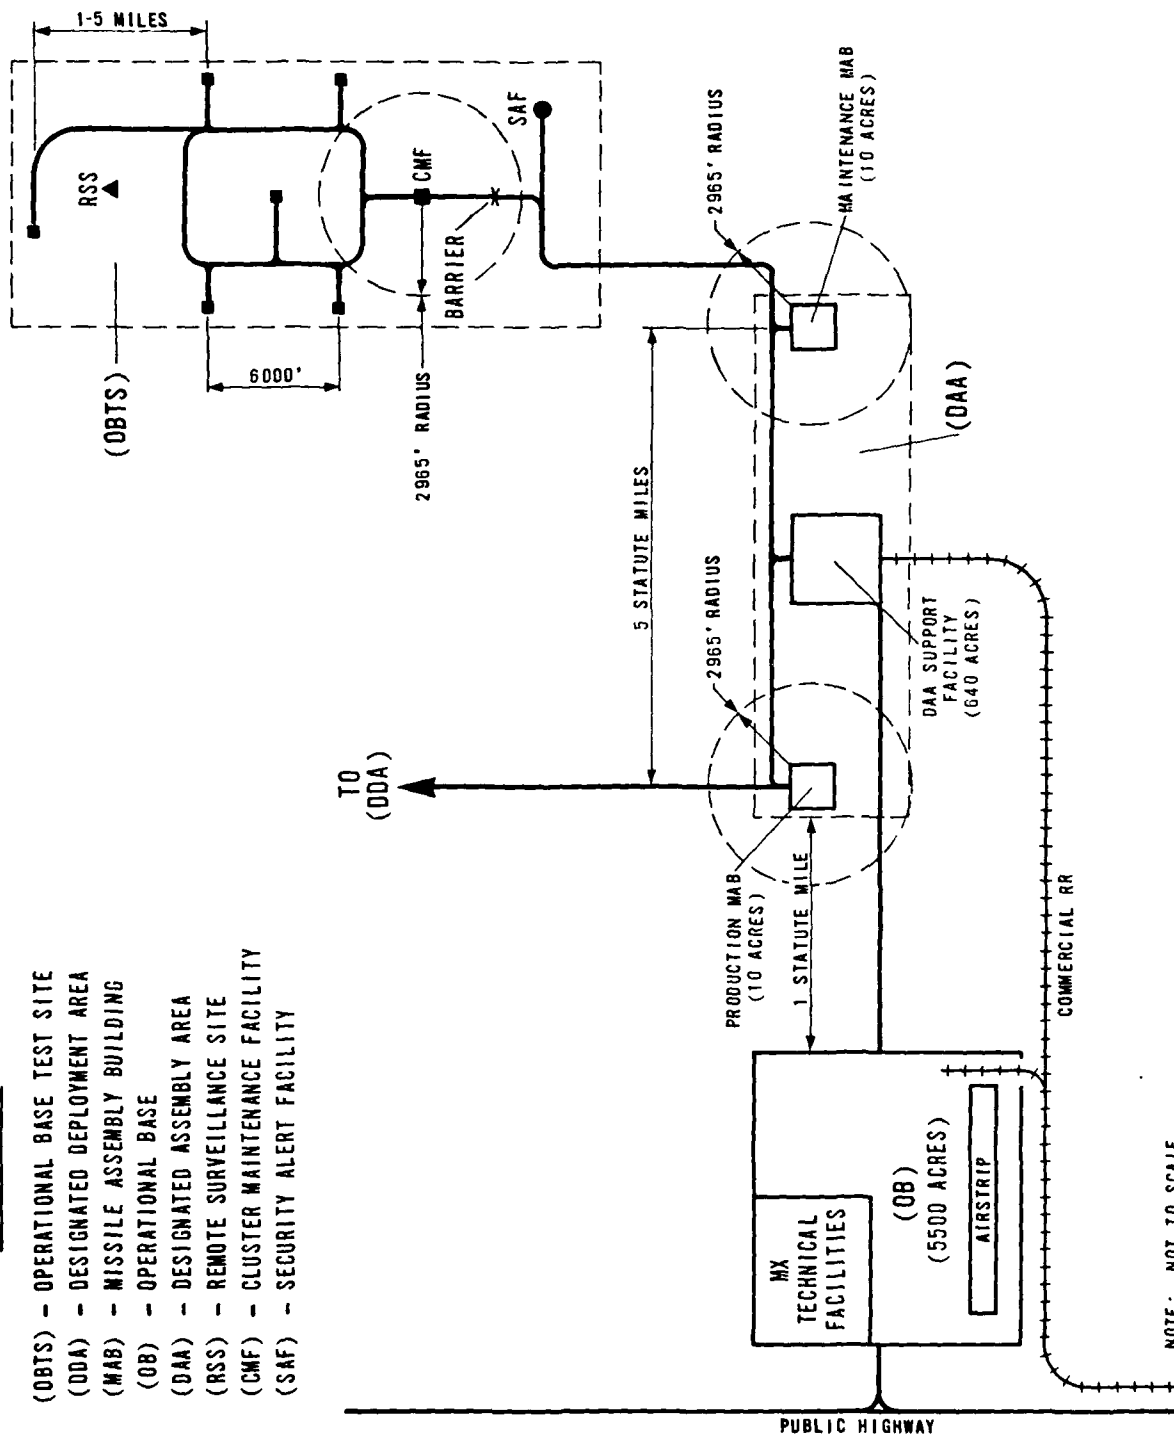 1-5 MILES
RSS
SAF
CMF
BARRIER
(OBTS)
6000'
2965' RADIUS
2965' RADIUS
MAINTENANCE MAB
(10 ACRES)
5 STATUTE MILES
(DAA)
2965' RADIUS
DAA SUPPORT
FACILITY
(640 ACRES)
TO
(DDA)
PRODUCTION MAB
(10 ACRES)
1 STATUTE MILE
COMMERCIAL RR
(OBTS) - OPERATIONAL BASE TEST SITE
(DDA) - DESIGNATED DEPLOYMENT AREA
(MAB) - MISSILE ASSEMBLY BUILDING
(OB) - OPERATIONAL BASE
(DAA) - DESIGNATED ASSEMBLY AREA
(RSS) - REMOTE SURVEILLANCE SITE
(CMF) - CLUSTER MAINTENANCE FACILITY
(SAF) - SECURITY ALERT FACILITY
MX
TECHNICAL
FACILITIES
(OB)
(5500 ACRES)
AIRSTRIP
PUBLIC HIGHWAY
NOTE: NOT TO SCALE